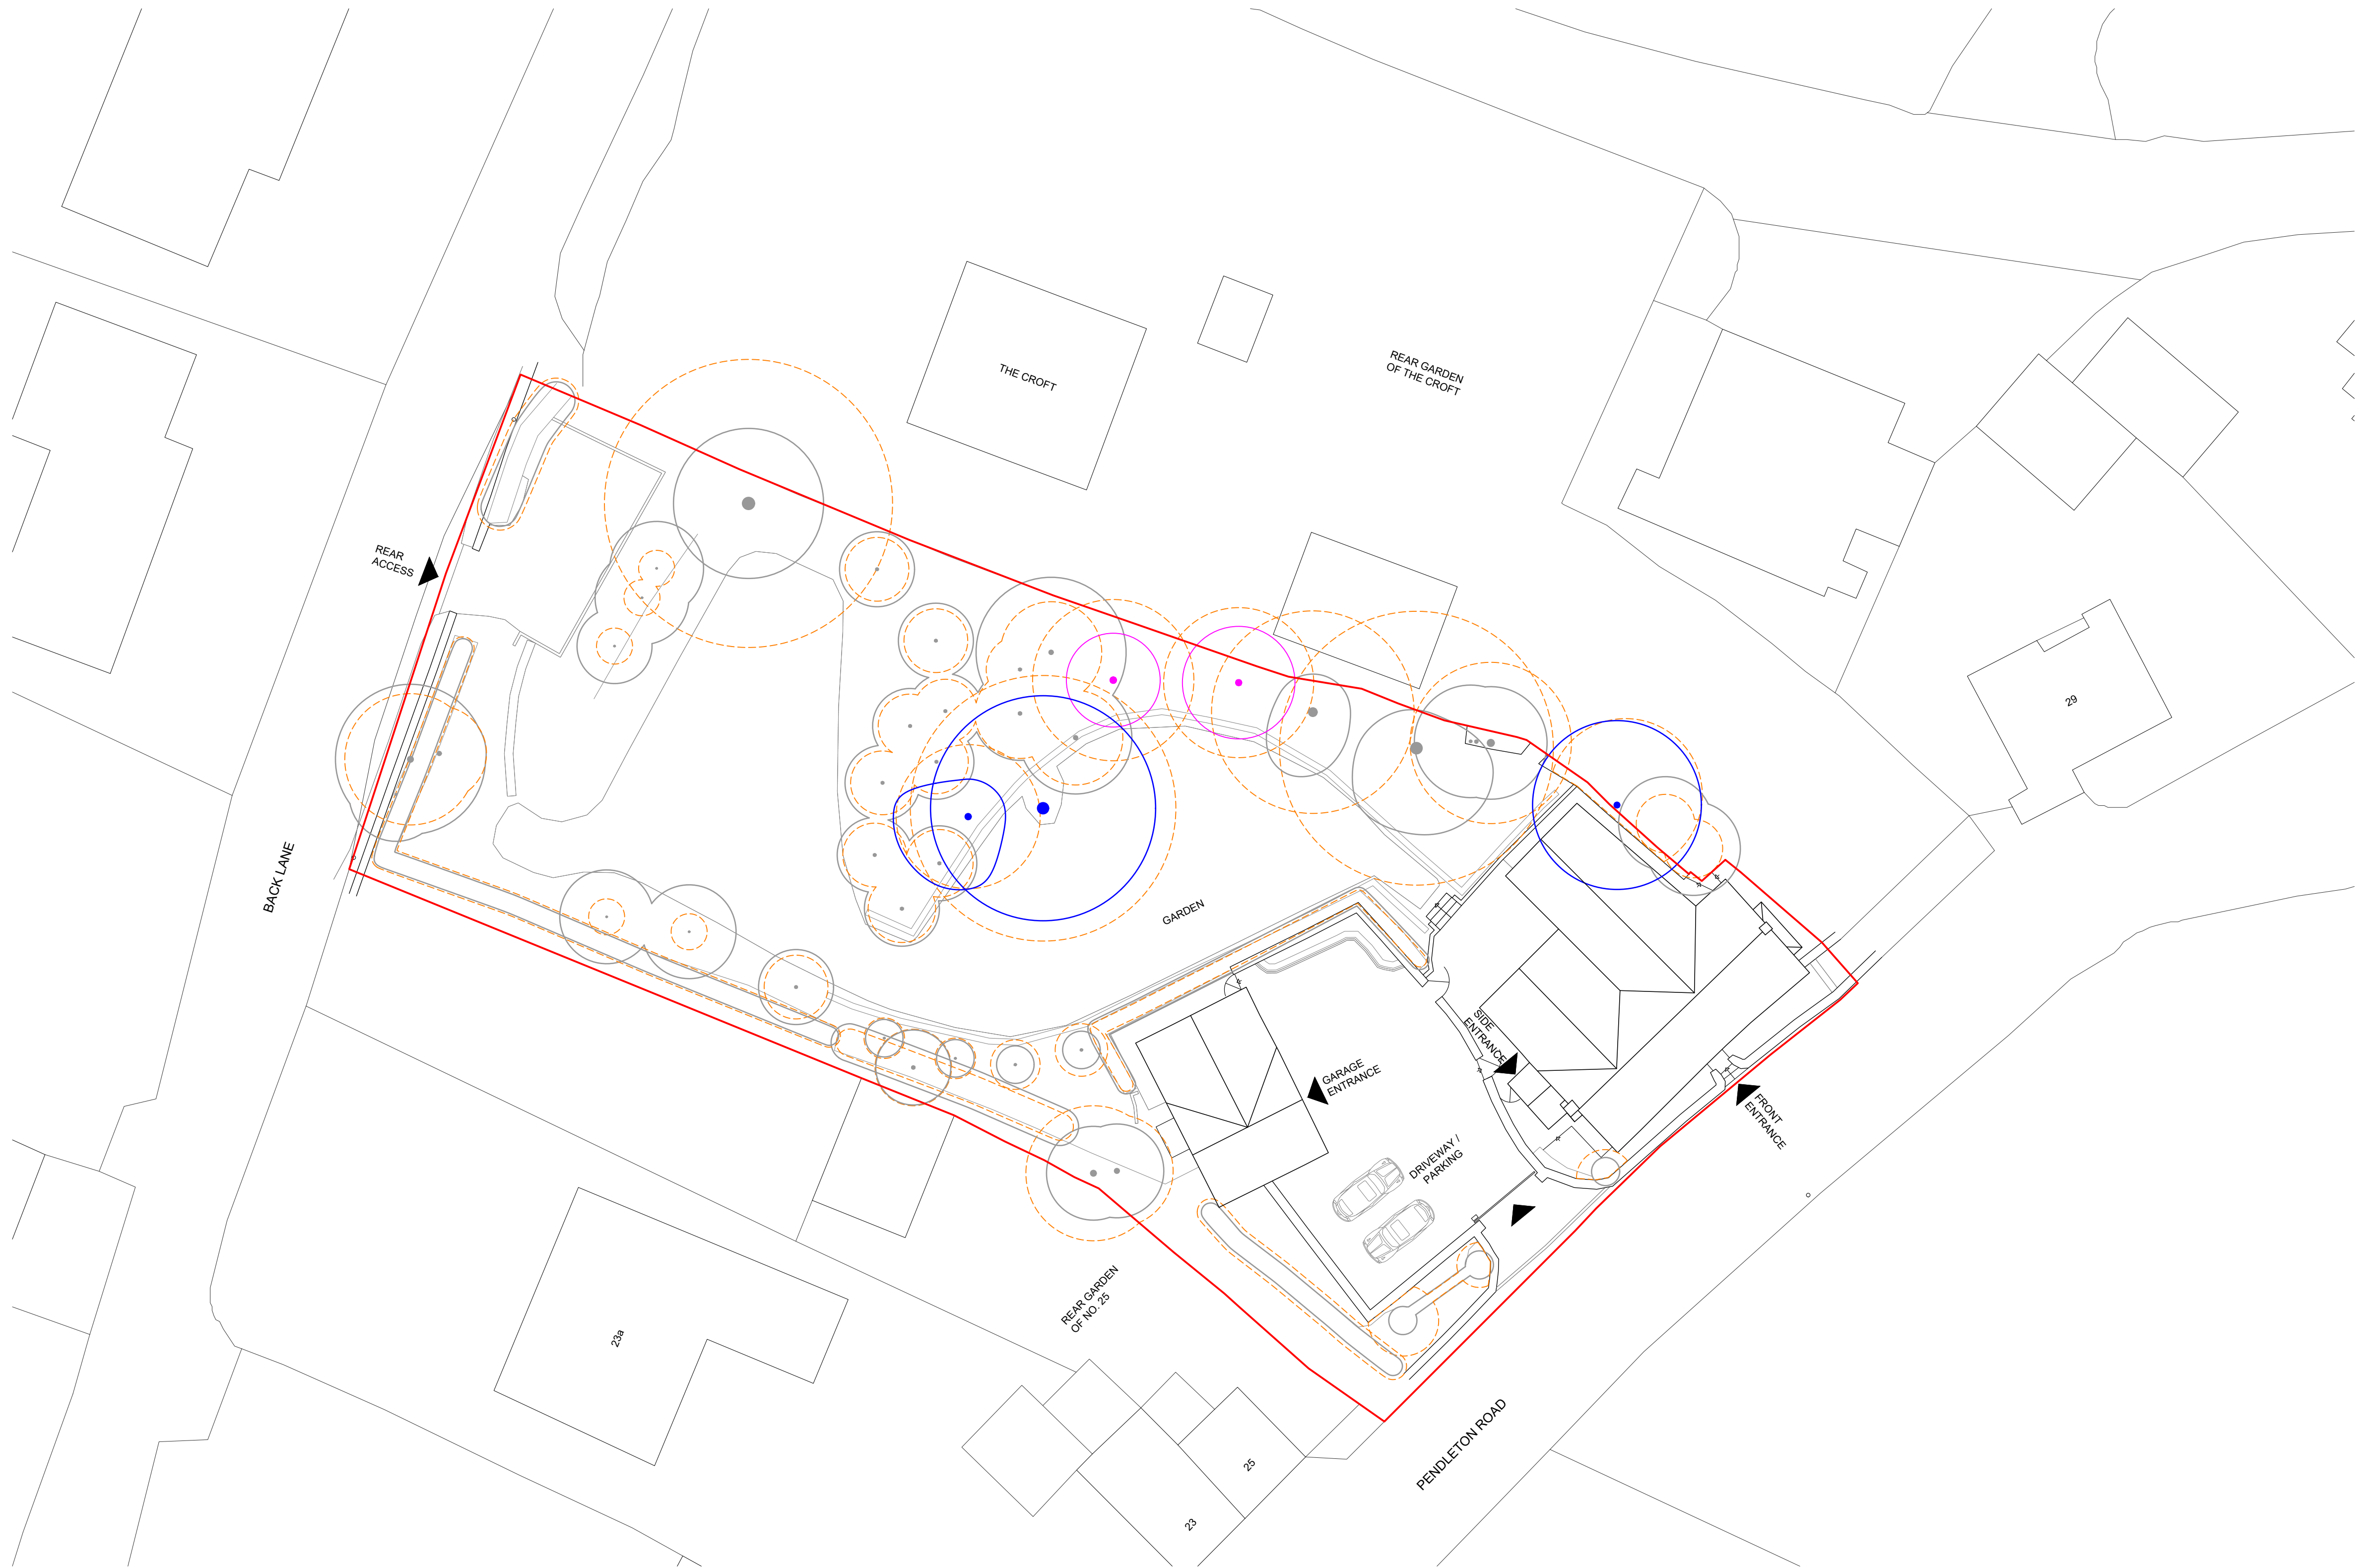 THE CROFT
REAR GARDEN
OF THE CROFT
REAR
ACCESS
29
BACK LANE
GARDEN
SIDE
ENTRANCE
GARAGE
ENTRANCE
FRONT
ENTRANCE
DRIVEWAY /
PARKING
REAR GARDEN
OF NO. 25
23a
PENDLETON ROAD
25
23